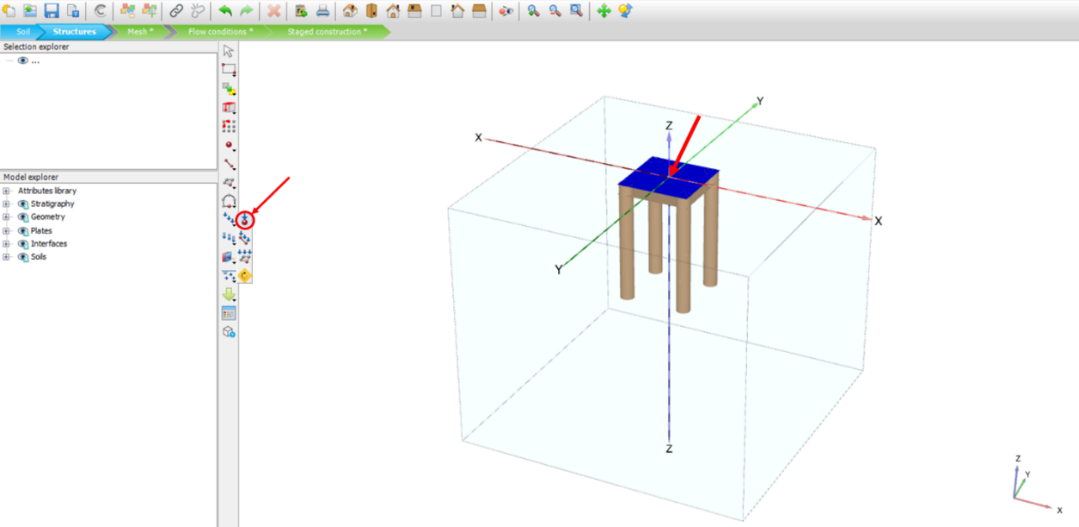 Soil
Structures
Mesh *
Flow conditions *
Staged construction *
Selection explorer
...
Model explorer
Attributes library
Stratigraphy
Geometry
Plates
Interfaces
Soils
Y
Z
X
X
Y
Z
Z
Y
X